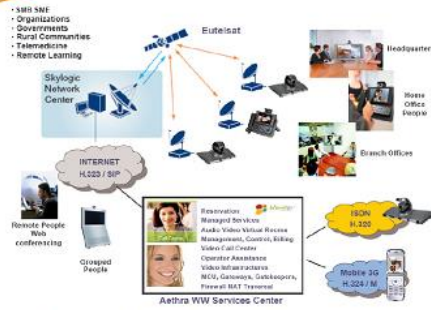 • SMB SME
• Organizations
• Governments
• Rural Communities
• Telemedicine
• Remote Learning
Eutelsat
Skylogic
Network
Center
Headquarter
Home
Office
People
Branch Offices
INTERNET
H.323 / SIP
Remote People
Web
conferencing
Grouped
People
Reservation
Managed Services
Audio Video Virtual Rooms
Management, Control, Billing
Video Call Center
Operator Assistance
Video Infrastructures
MCU, Gateways, Gatekeepers,
Firewall NAT Traversal
Aethra WW Services Center
ISDN
H.320
Mobile 3G
H.324 / M